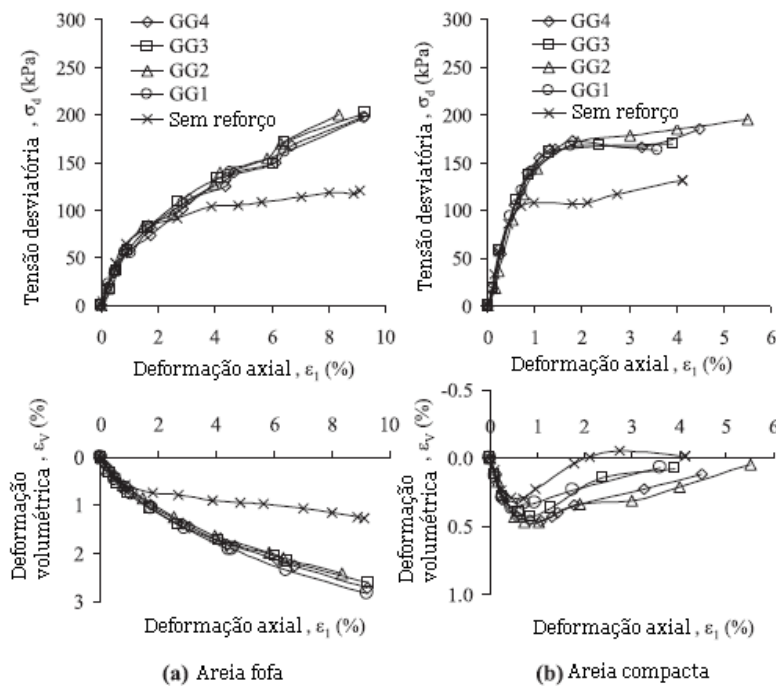 300
250
200
150
100
50
0
Tensão desviatória , σd (kPa)
GG4
GG3
GG2
GG1
Sem reforço
0 2 4 6 8 10
Deformação axial , ε1 (%)
300
250
200
150
100
50
0
Tensão desviatória , σd (kPa)
GG4
GG3
GG2
GG1
Sem reforço
0 1 2 3 4 5 6
Deformação axial , ε1 (%)
0 2 4 6 8 10
0
1
2
3
Deformação
volumétrica , εV (%)
Deformação axial , ε1 (%)
(a) Areia fofa
-0.5
0 1 2 3 4 5 6
0.0
0.5
1.0
Deformação
volumétrica , εV (%)
Deformação axial , ε1 (%)
(b) Areia compacta